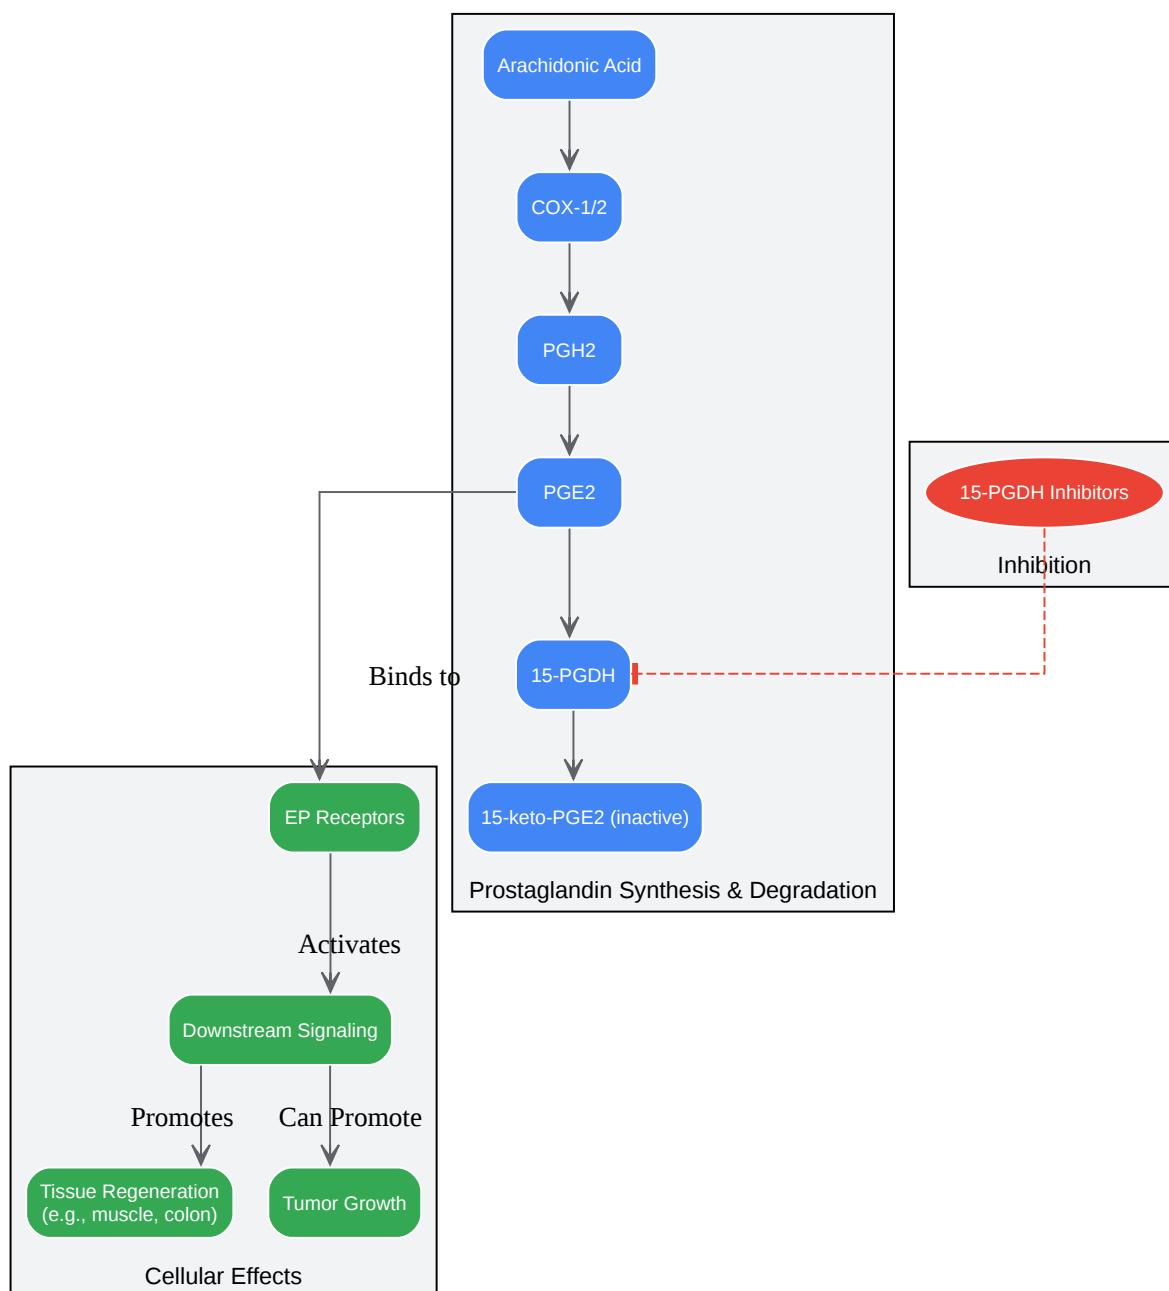 Arachidonic Acid
COX-1/2
PGH2
PGE2
15-PGDH Inhibitors
Inhibition
Binds to
15-PGDH
EP Receptors
15-keto-PGE2 (inactive)
Prostaglandin Synthesis & Degradation
Activates
Downstream Signaling
Promotes
Can Promote
Tissue Regeneration
(e.g., muscle, colon)
Tumor Growth
Cellular Effects